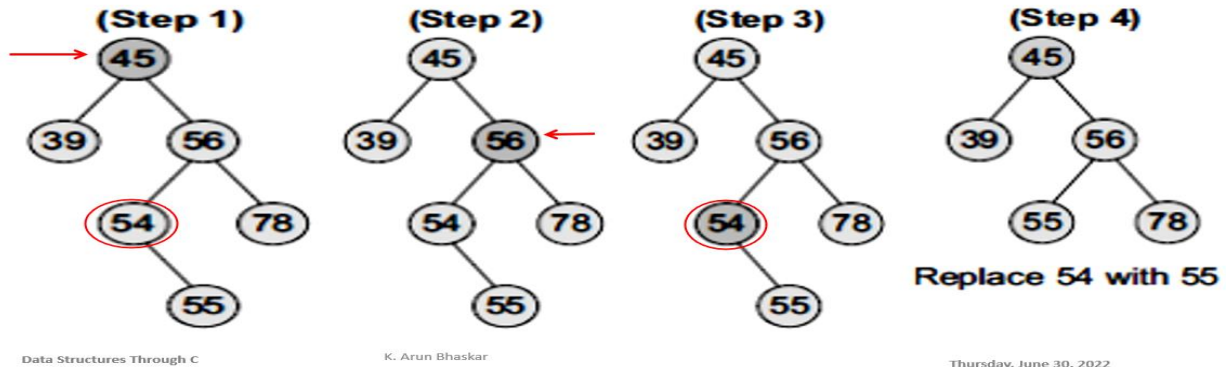 (Step 1) (Step 2) (Step 3) (Step 4)
45 45 45 45
39 56 39 56 39 56 39 56
54 78 54 78 54 78 55 78
55 55 55
Replace 54 with 55
Data Structures Through C K. Arun Bhaskar Thursday, June 30, 2022